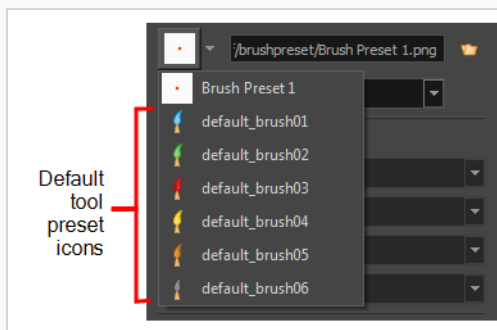 :/brushpreset/Brush Preset 1.png
Brush Preset 1
default_brush01
default_brush02
default_brush03
default_brush04
default_brush05
default_brush06
Default
tool
preset
icons